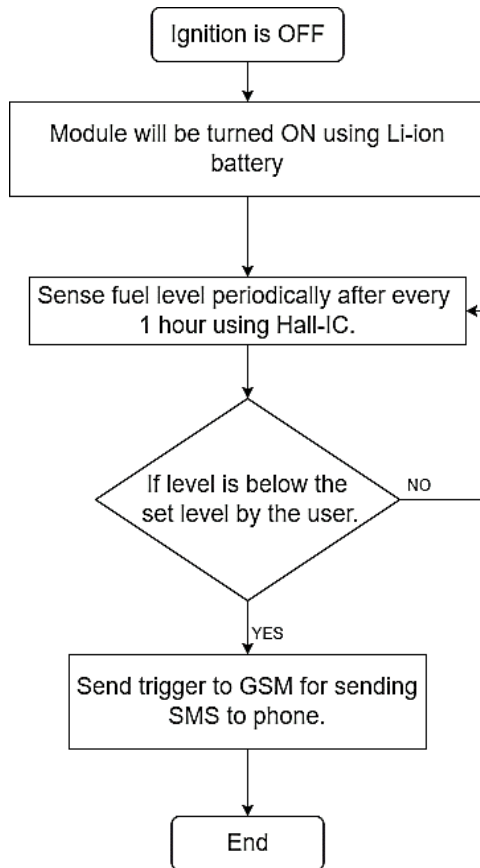 Ignition is OFF
Module will be turned ON using Li-ion
battery
Sense fuel level periodically after every
1 hour using Hall-IC.
If level is below the
set level by the user.
NO
YES
Send trigger to GSM for sending
SMS to phone.
End